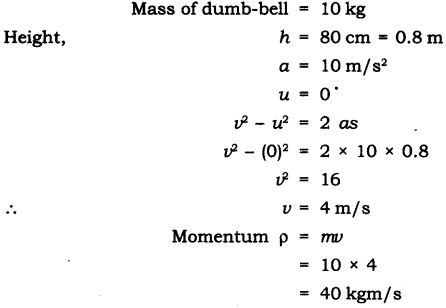 Mass of dumb-bell = 10 kg
Height, h = 80 cm = 0.8 m
a = 10 m/s²
u = 0
v² – u² = 2 as
v² – (0)² = 2 × 10 × 0.8
v² = 16
∴ v = 4 m/s
Momentum ρ = mv
= 10 × 4
= 40 kgm/s